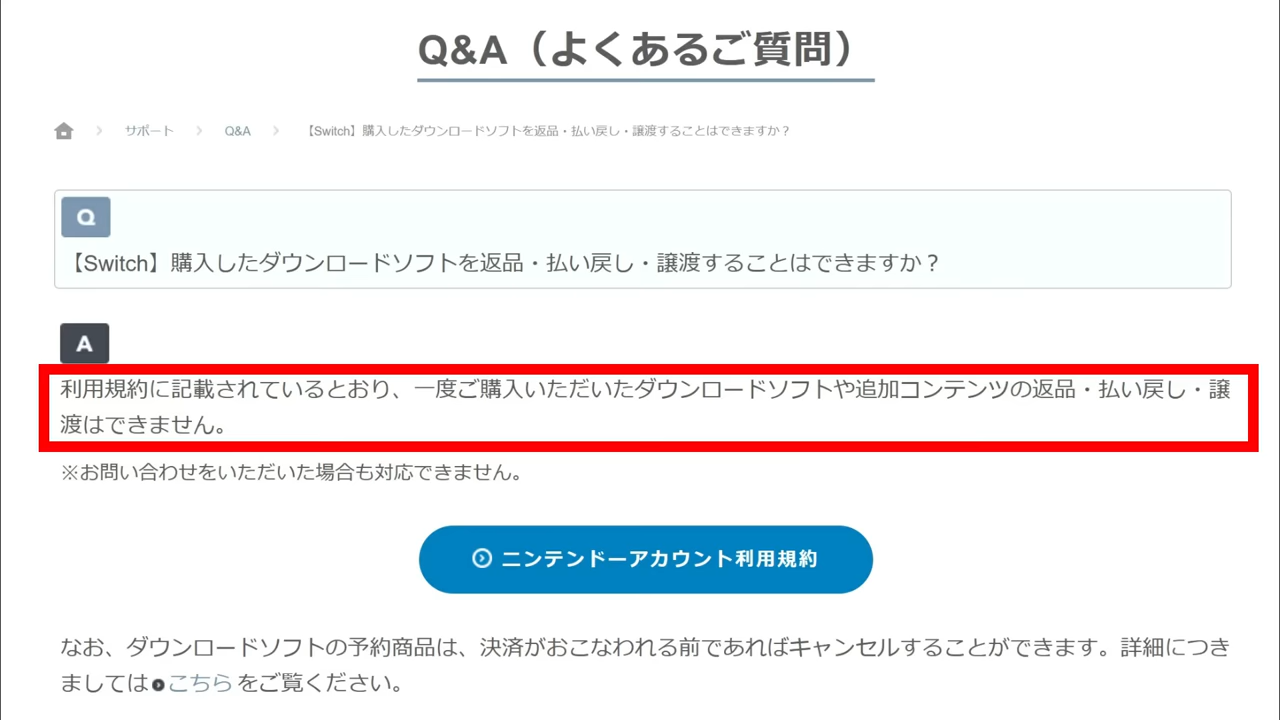 Q&A（よくあるご質問）
サポート Q&A 【Switch】購入したダウンロードソフトを返品・払い戻し・譲渡することはできますか？
Q
【Switch】購入したダウンロードソフトを返品・払い戻し・譲渡することはできますか？
A
利用規約に記載されているとおり、一度ご購入いただいたダウンロードソフトや追加コンテンツの返品・払い戻し・譲
渡はできません。
※お問い合わせをいただいた場合も対応できません。
ニンテンドーアカウント利用規約
なお、ダウンロードソフトの予約商品は、決済がおこなわれる前であればキャンセルすることができます。詳細につき
ましてはこちらをご覧ください。